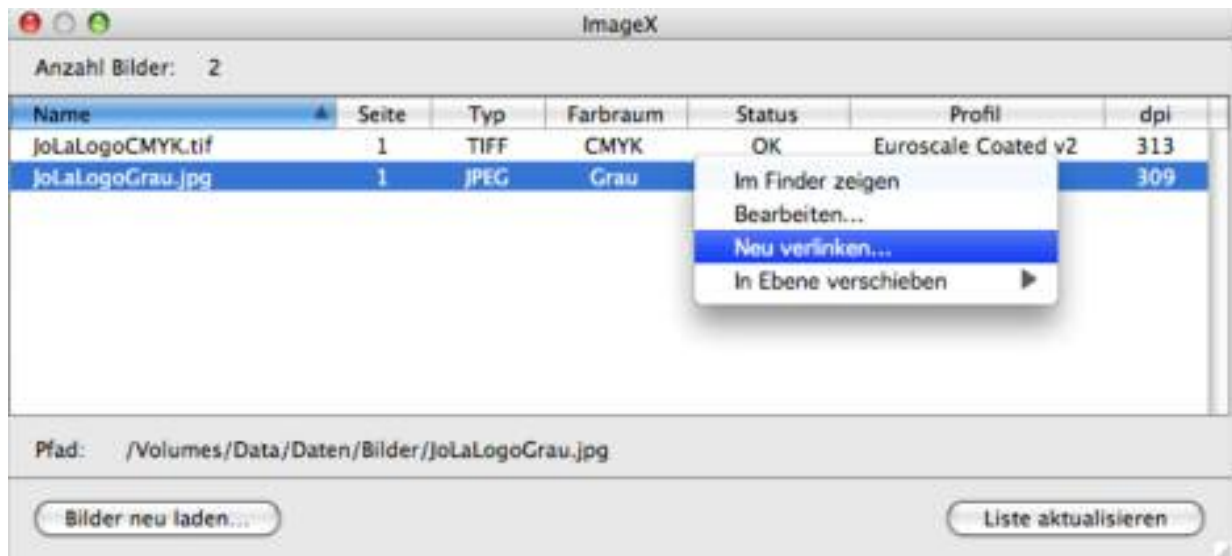 ImageX
Anzahl Bilder: 2
Name Seite Typ Farbraum Status Profil dpi
JoLaLogoCMYK.tif 1 TIFF CMYK OK Euroscale Coated v2 313
JoLaLogoGrau.jpg 1 JPEG Grau 309
Im Finder zeigen
Bearbeiten...
Neu verlinken...
In Ebene verschieben
Pfad: /Volumes/Data/Daten/Bilder/JoLaLogoGrau.jpg
Bilder neu laden... Liste aktualisieren